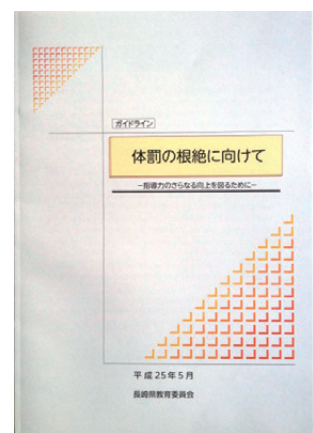 ガイドライン
体罰の根絶に向けて
−指導力のさらなる向上を図るために−
平成25年5月
長崎県教育委員会